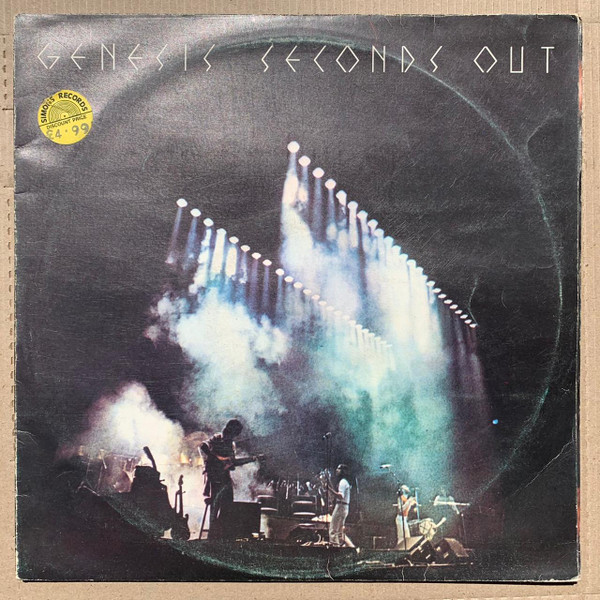 GENESIS SECONDS OUT
SIMONS' RECORDS
DISCOUNT PRICE
£4·99